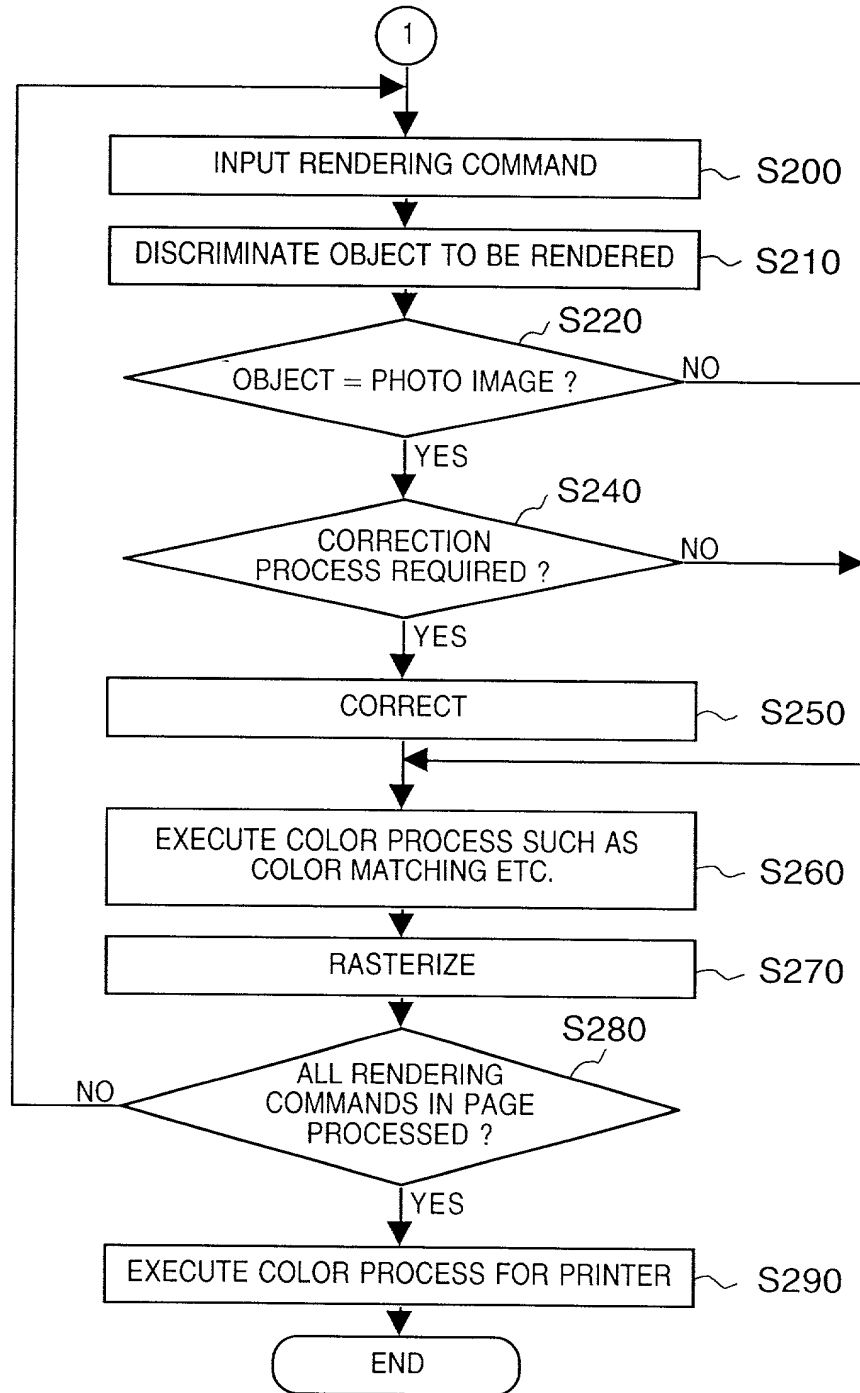 1
INPUT RENDERING COMMAND
S200
DISCRIMINATE OBJECT TO BE RENDERED
S210
S220
OBJECT = PHOTO IMAGE ?
NO
YES
S240
CORRECTION
PROCESS REQUIRED ?
NO
YES
CORRECT
S250
EXECUTE COLOR PROCESS SUCH AS
COLOR MATCHING ETC.
S260
RASTERIZE
S270
S280
ALL RENDERING
COMMANDS IN PAGE
PROCESSED ?
NO
YES
EXECUTE COLOR PROCESS FOR PRINTER
S290
END